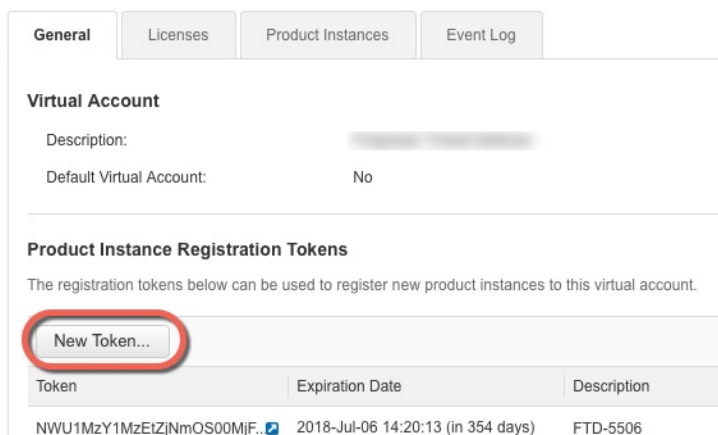 General Licenses Product Instances Event Log
Virtual Account
Description:
Default Virtual Account: No
Product Instance Registration Tokens
The registration tokens below can be used to register new product instances to this virtual account.
New Token...
Token Expiration Date Description
NWU1MzY1MzEtZjNmOS00MjF.. 2018-Jul-06 14:20:13 (in 354 days) FTD-5506